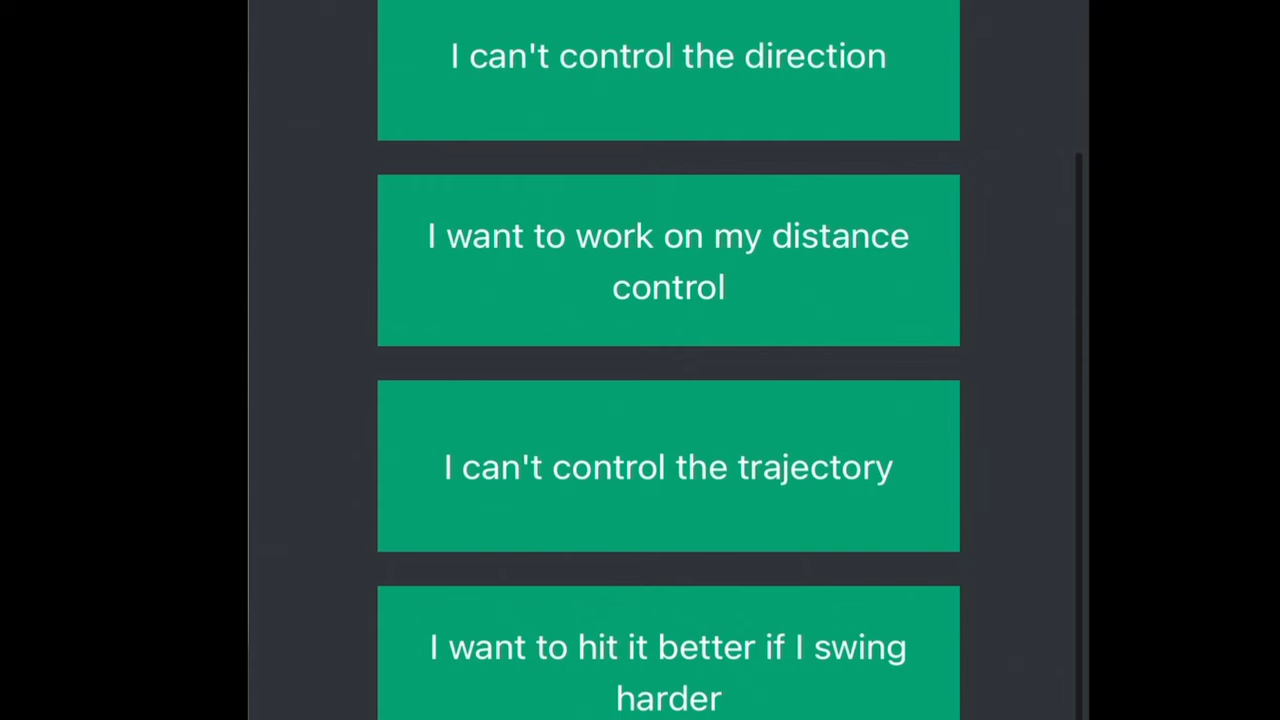 I can't control the direction
I want to work on my distance
control
I can't control the trajectory
I want to hit it better if I swing
harder